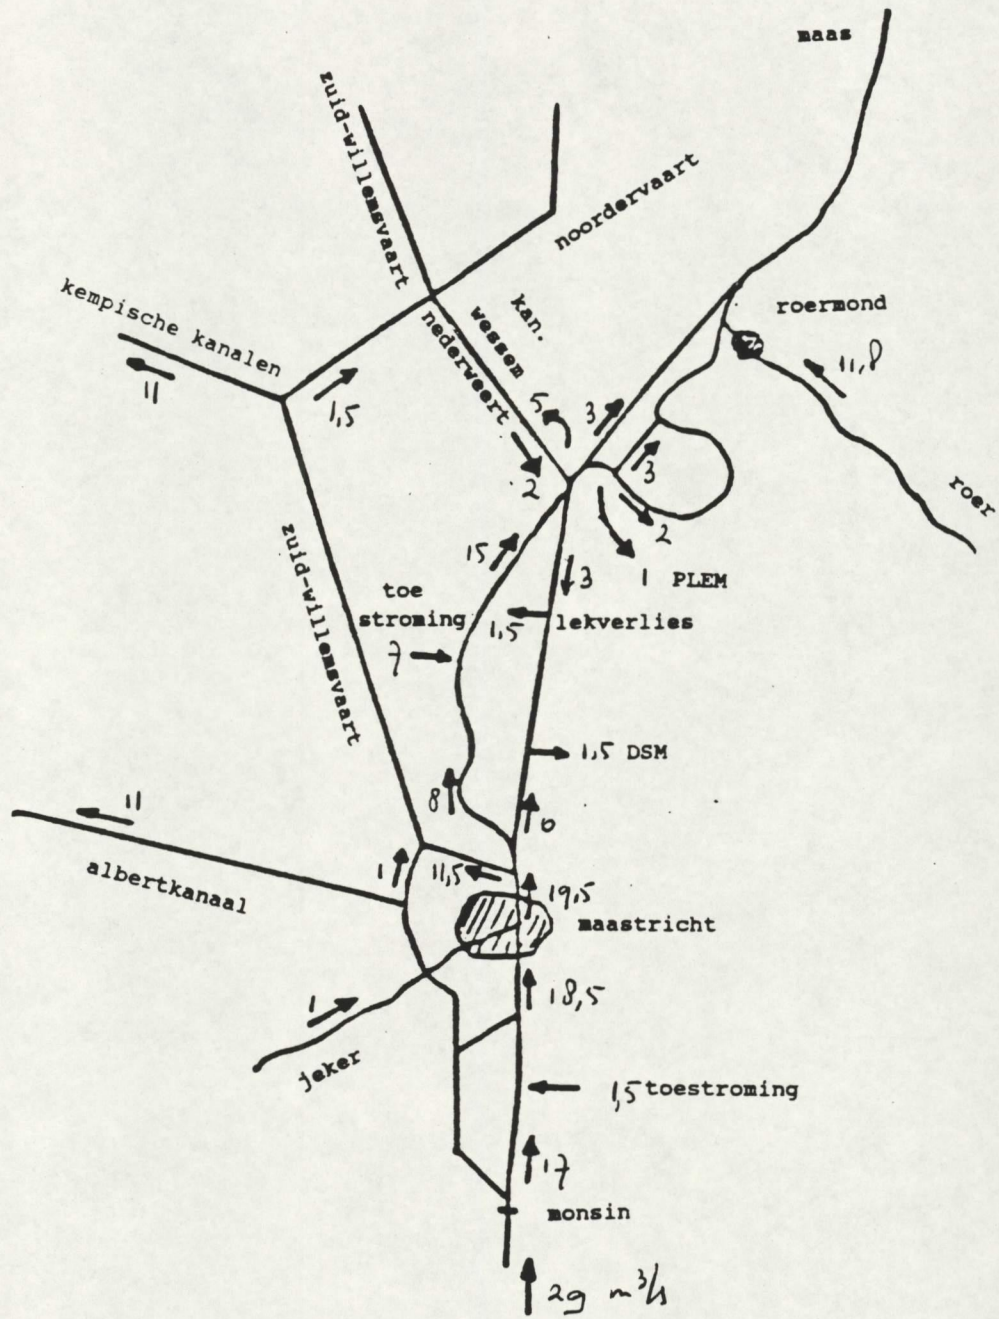 maas
zuid-willemsvaart
noordervaart
kempische kanalen
kan.
wessem
nederweert
roermond
11,8
11
1,5
5
3
2
3
roer
2
15
zuid-willemsvaart
3
1 PLEM
toe
stroming
1,5
lekverlies
7
1,5 DSM
8
0
11
albertkanaal
1
11,5
19,5
maastricht
1
18,5
jeker
1,5 toestroming
17
monsin
29 m³/s